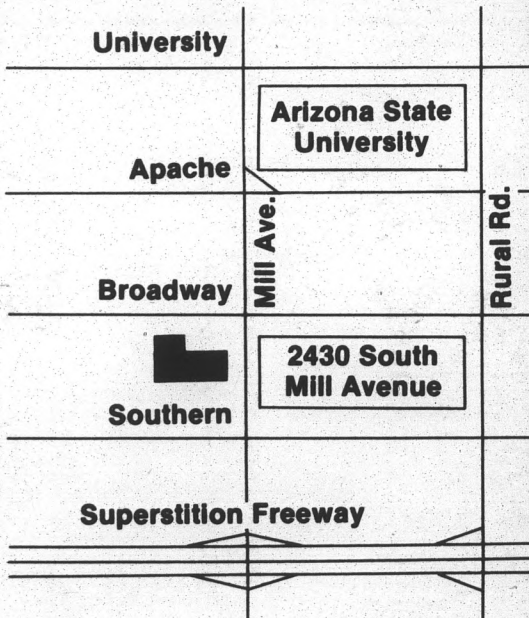 University
Arizona State
University
Apache
Mill Ave.
Rural Rd.
Broadway
2430 South
Mill Avenue
Southern
Superstition Freeway